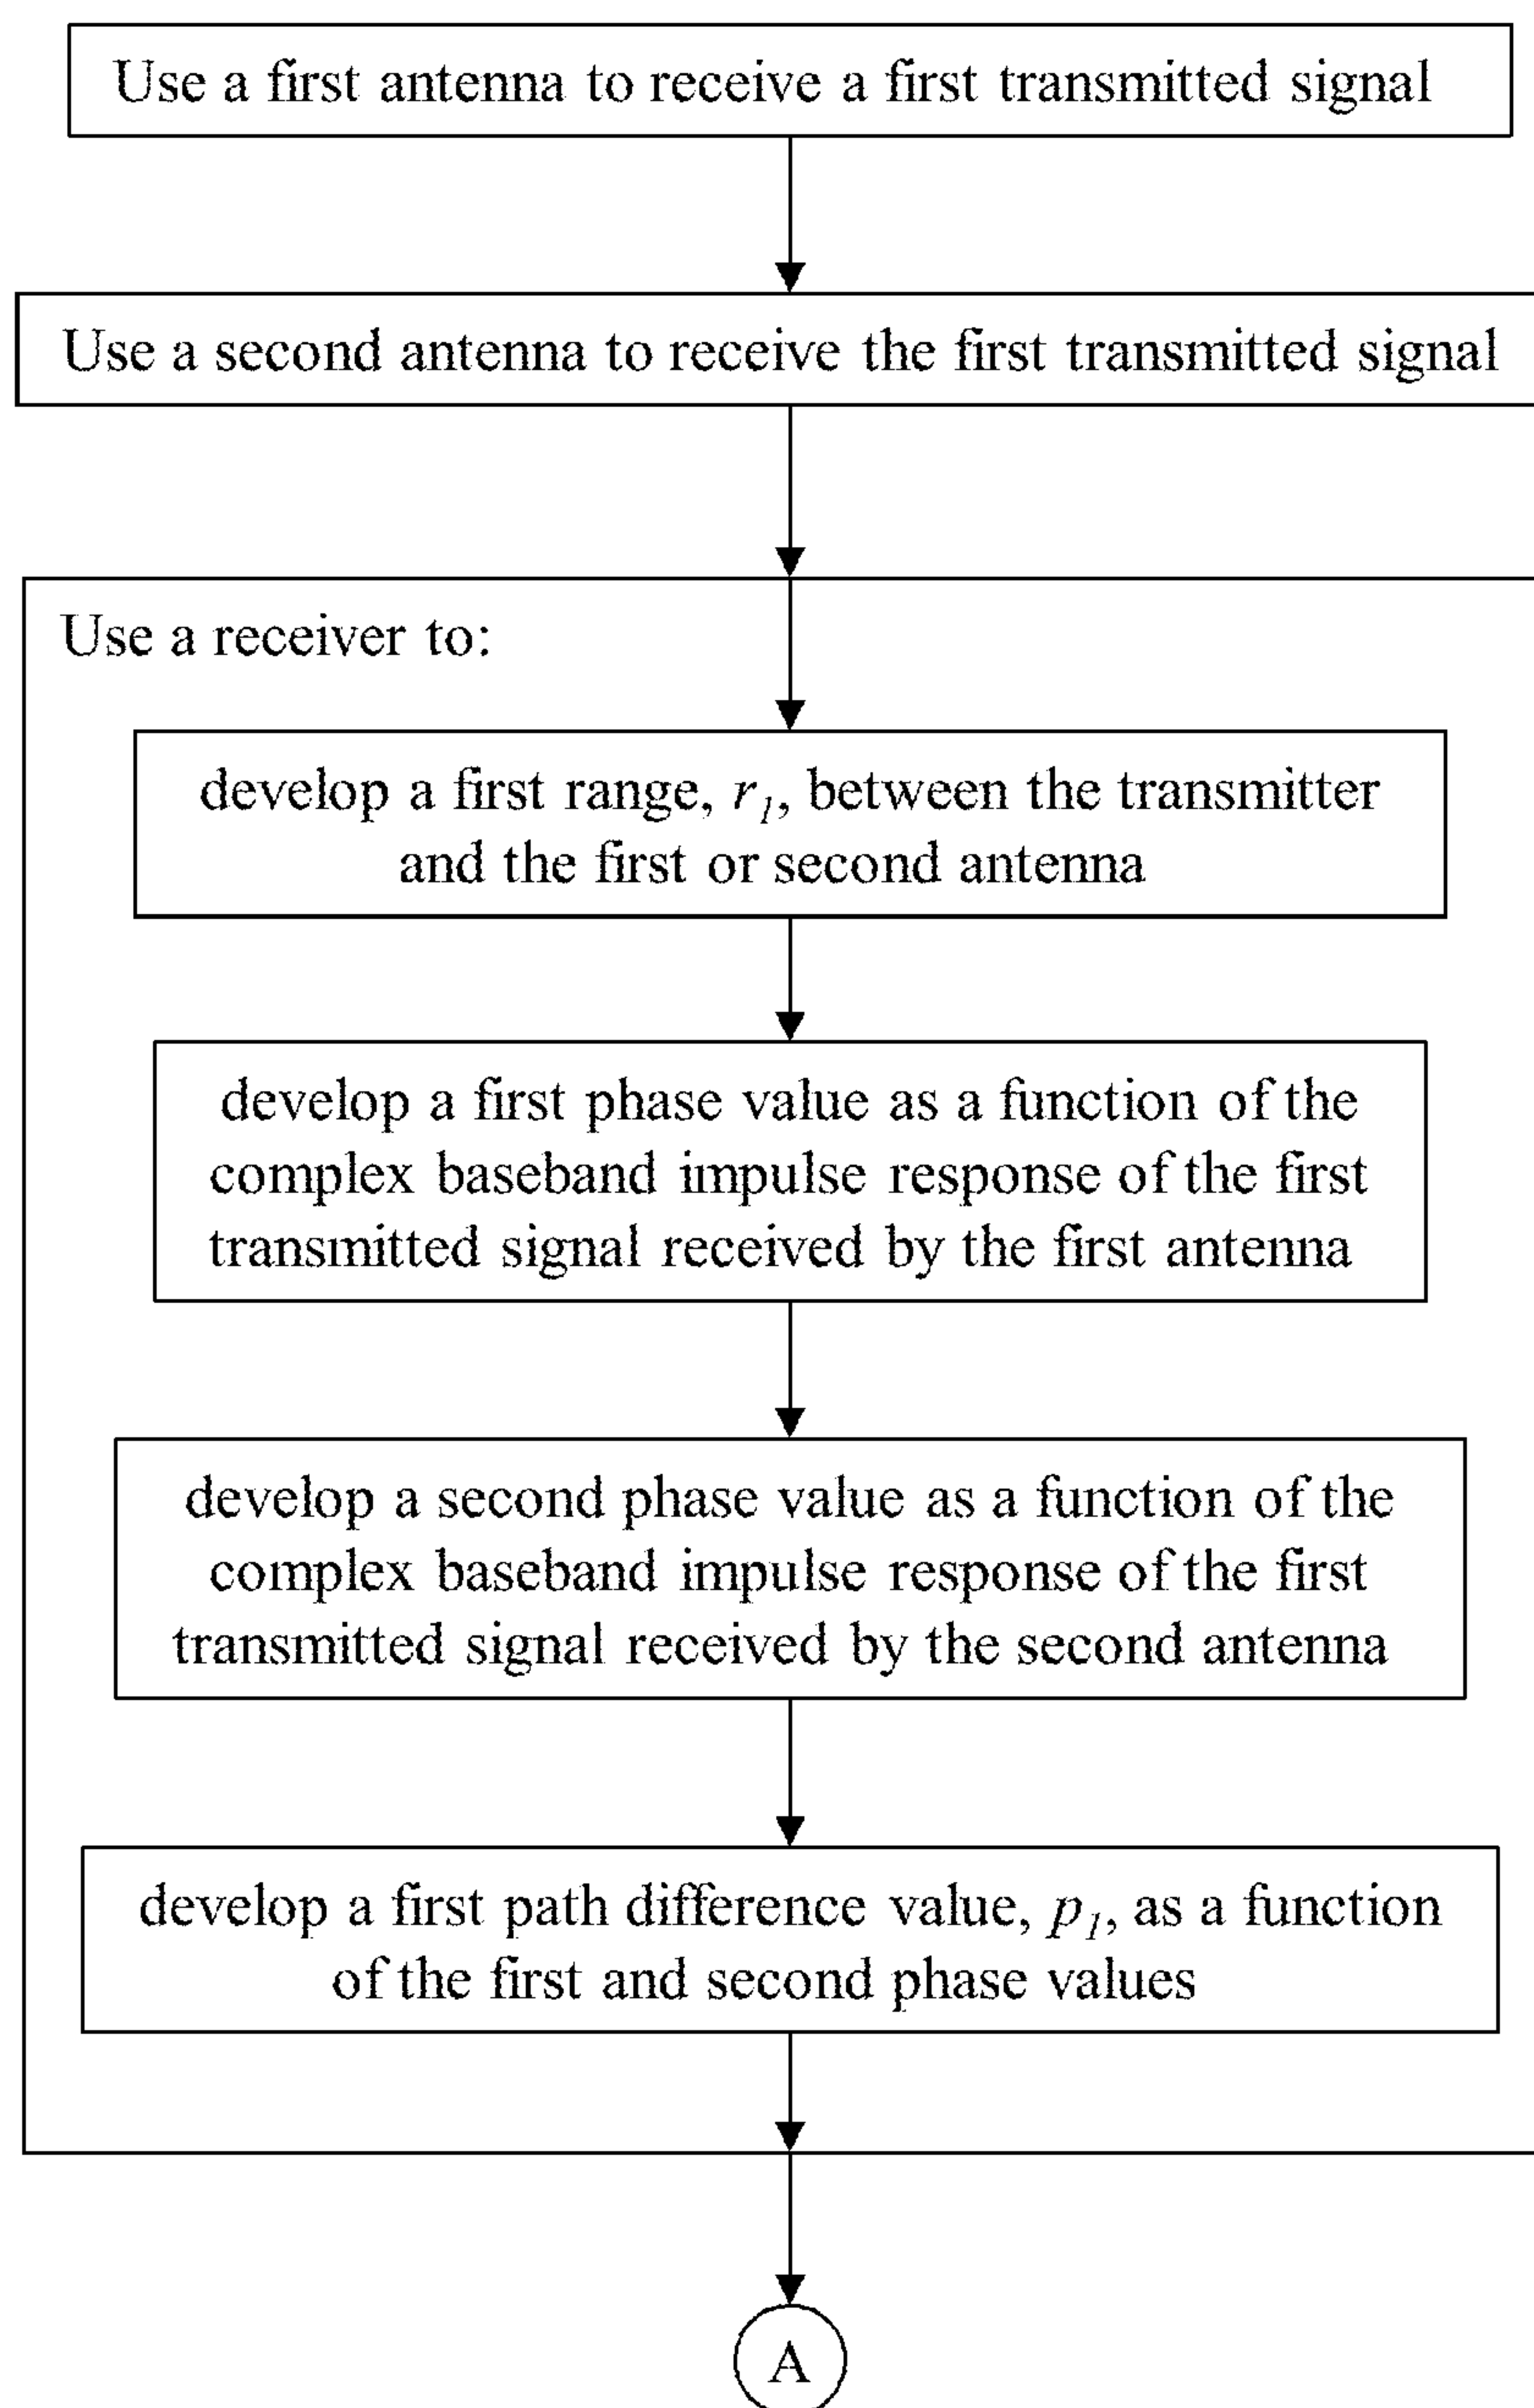 Use a first antenna to receive a first transmitted signal
Use a second antenna to receive the first transmitted signal
Use a receiver to:
develop a first range, r1, between the transmitter
and the first or second antenna
develop a first phase value as a function of the
complex baseband impulse response of the first
transmitted signal received by the first antenna
develop a second phase value as a function of the
complex baseband impulse response of the first
transmitted signal received by the second antenna
develop a first path difference value, p1, as a function
of the first and second phase values
A